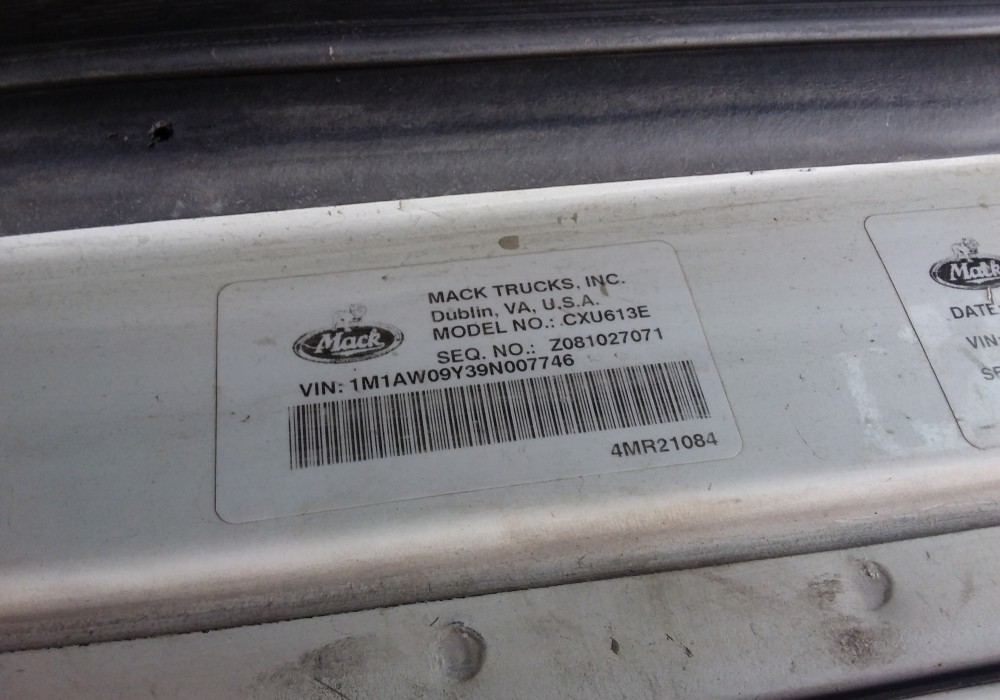 MACK TRUCKS, INC.
Dublin, VA, U.S.A.
MODEL NO.: CXU613E
SEQ. NO.: Z081027071
Mack
VIN: 1M1AW09Y39N007746
4MR21084
Mack
DATE
VIN: